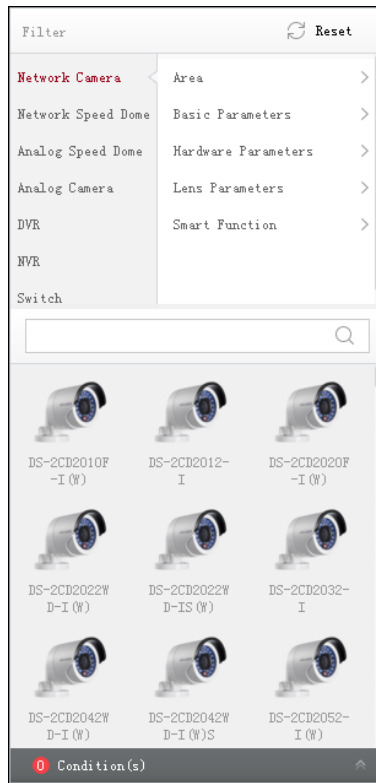 Filter Reset
Network Camera Area
Network Speed Dome Basic Parameters
Analog Speed Dome Hardware Parameters
Analog Camera Lens Parameters
DVR Smart Function
NVR
Switch
DS-2CD2010F DS-2CD2012- DS-2CD2020F
-I(W) I -I(W)
DS-2CD2022W DS-2CD2022W DS-2CD2032-
D-I(W) D-IS(W) I
DS-2CD2042W DS-2CD2042W DS-2CD2052-
D-I(W) D-I(W)S I(W)
0 Condition(s)